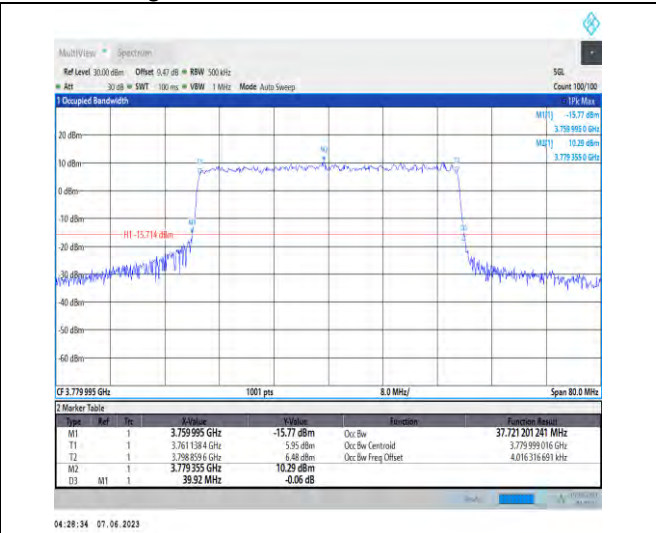 MultiView Spectrum
Ref Level 30.00 dBm Offset 9.47 dB RBW 500 kHz SGL
Att 30 dB SWT 100 ms VBW 1 MHz Mode Auto Sweep Count 100/100
1 Occupied Bandwidth 1Pk Max
M1[1] -15.77 dBm
3.759 995 0 GHz
M2[1] 10.29 dBm
3.779 355 0 GHz
20 dBm
M2
10 dBm
T1 T2
0 dBm
-10 dBm
M1 D3
H1 -15.714 dBm
-20 dBm
-30 dBm
-40 dBm
-50 dBm
-60 dBm
CF 3.779 995 GHz 1001 pts 8.0 MHz/ Span 80.0 MHz
2 Marker Table
Type Ref Trc X-Value Y-Value Function Function Result
M1 1 3.759 995 GHz -15.77 dBm Occ Bw 37.721 201 241 MHz
T1 1 3.761 138 4 GHz 5.95 dBm Occ Bw Centroid 3.779 999 016 GHz
T2 1 3.798 859 6 GHz 6.48 dBm Occ Bw Freq Offset 4.016 316 691 kHz
M2 1 3.779 355 GHz 10.29 dBm
D3 M1 1 39.92 MHz -0.06 dB
04:28:34 07.06.2023